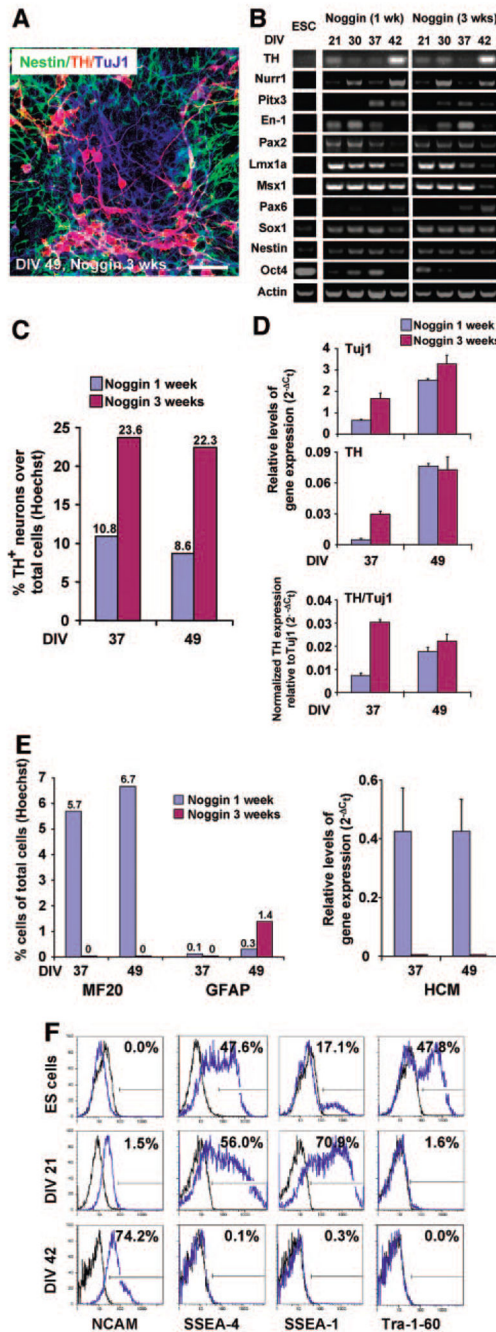 A
Nestin/TH/TuJ1
DIV 49, Noggin 3 wks
B
ESC Noggin (1 wk) Noggin (3 weeks)
DIV 21 30 37 42 21 30 37 42
TH
Nurr1
Pitx3
En-1
Pax2
Lmx1a
Msx1
Pax6
Sox1
Nestin
Oct4
Actin
C
Noggin 1 week
Noggin 3 weeks
% TH+ neurons over total cells (Hoechst)
25
20
15
10
5
0
10.8 23.6 8.6 22.3
DIV 37 49
D
Noggin 1 week
Noggin 3 weeks
Relative levels of gene expression (2-ΔCt)
Tuj1
4
3
2
1
0
TH
0.09
0.06
0.03
0
DIV 37 49
Normalized TH expression relative toTuj1 (2-ΔCt)
TH/Tuj1
0.04
0.03
0.02
0.01
0
DIV 37 49
E
% cells of total cells (Hoechst)
7
6
5
4
3
2
1
0
Noggin 1 week
Noggin 3 weeks
5.7 0 6.7 0 0.1 0 0.3 1.4
DIV 37 49 37 49
MF20 GFAP
Relative levels of gene expression (2-ΔCt)
0.6
0.4
0.2
0
37 49
HCM
F
ES cells 0.0% 47.6% 17.1% 47.8%
DIV 21 1.5% 56.0% 70.9% 1.6%
DIV 42 74.2% 0.1% 0.3% 0.0%
NCAM SSEA-4 SSEA-1 Tra-1-60